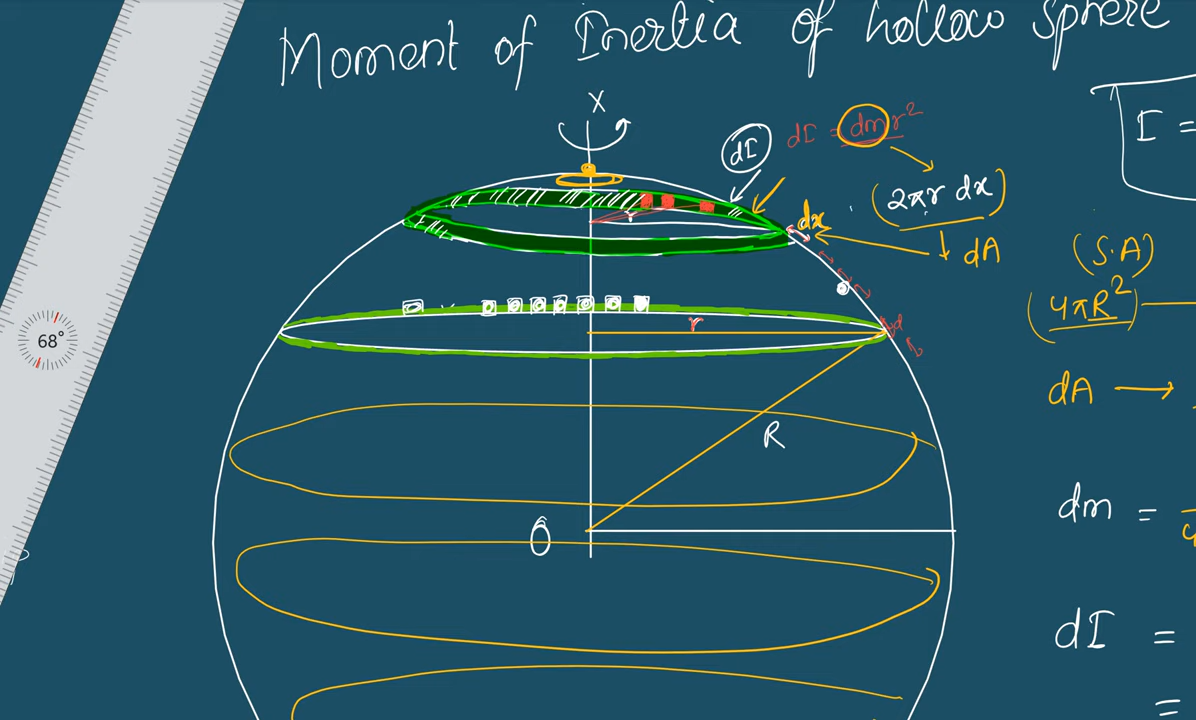 Moment of Inertia of hollow sphere
X
dI
dI = dm r²
(2πr dx)
I =
r
dx
dA
(S.A)
(4πR²)
r
d
dA →
R
dm =
O
dI =
=
68°